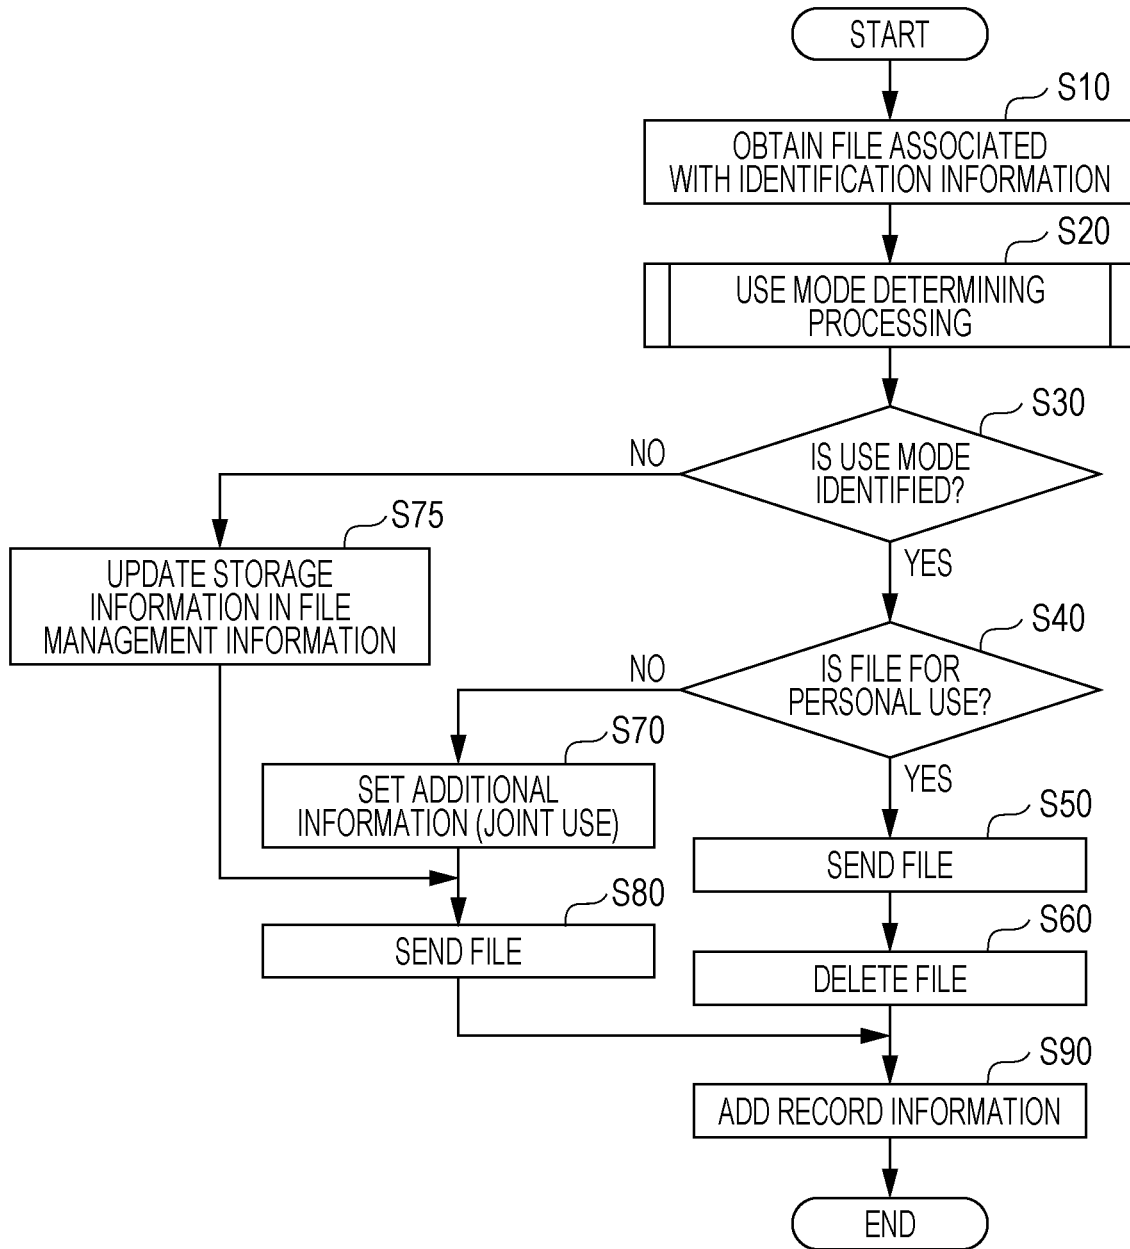 START
S10
OBTAIN FILE ASSOCIATED
WITH IDENTIFICATION INFORMATION
S20
USE MODE DETERMINING
PROCESSING
S30
NO
IS USE MODE
IDENTIFIED?
YES
S75
UPDATE STORAGE
INFORMATION IN FILE
MANAGEMENT INFORMATION
S40
NO
IS FILE FOR
PERSONAL USE?
YES
S70
SET ADDITIONAL
INFORMATION (JOINT USE)
S50
SEND FILE
S80
SEND FILE
S60
DELETE FILE
S90
ADD RECORD INFORMATION
END